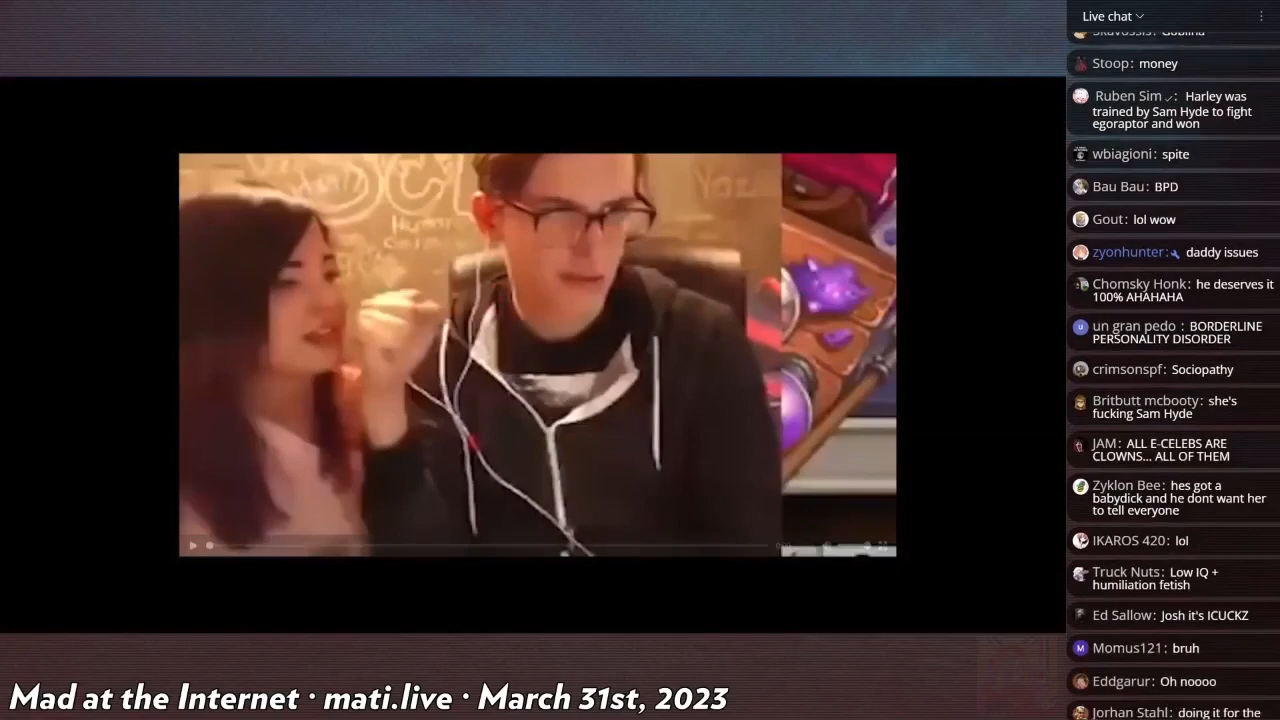 Live chat
Skavossis: Goblina
Stoop: money
Ruben Sim: Harley was
trained by Sam Hyde to fight
egoraptor and won
wbiagioni: spite
Bau Bau: BPD
Gout: lol wow
zyonhunter: daddy issues
Chomsky Honk: he deserves it
100% AHAHAHA
U un gran pedo : BORDERLINE
PERSONALITY DISORDER
crimsonspf: Sociopathy
Britbutt mcbooty: she's
fucking Sam Hyde
JAM: ALL E-CELEBS ARE
CLOWNS... ALL OF THEM
Zyklon Bee: hes got a
babydick and he dont want her
to tell everyone
IKAROS 420: lol
Truck Nuts: Low IQ +
humiliation fetish
Ed Sallow: Josh it's ICUCKZ
M Momus121: bruh
Eddgarur: Oh noooo
Jorhan Stahl: doing it for the
Mad at the Internet · mati.live · March 31st, 2023